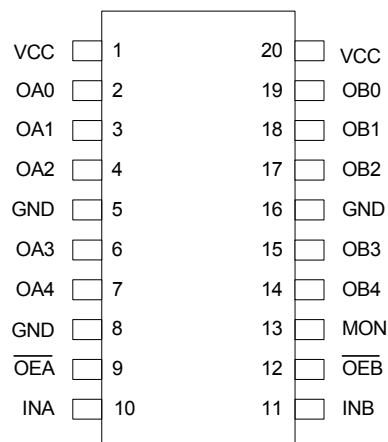 VCC 1 20 VCC
OA0 2 19 OB0
OA1 3 18 OB1
OA2 4 17 OB2
GND 5 16 GND
OA3 6 15 OB3
OA4 7 14 OB4
GND 8 13 MON
O̅E̅A̅ 9 12 O̅E̅B̅
INA 10 11 INB